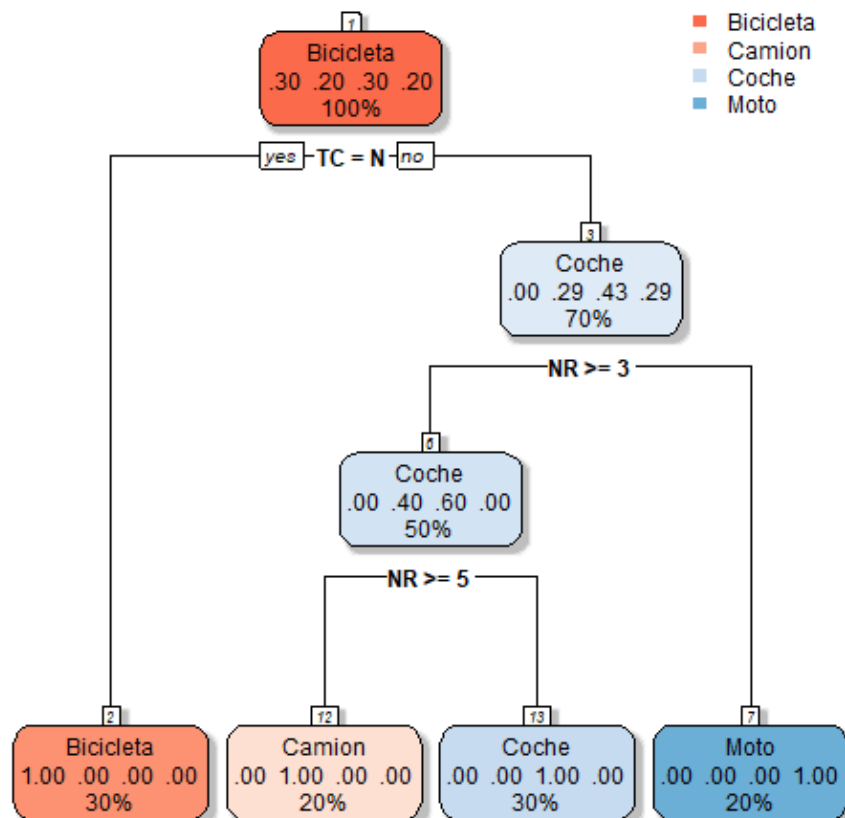 1
Bicicleta
.30 .20 .30 .20
100%
Bicicleta
Camion
Coche
Moto
yes TC = N no
3
Coche
.00 .29 .43 .29
70%
NR >= 3
6
Coche
.00 .40 .60 .00
50%
NR >= 5
2
Bicicleta
1.00 .00 .00 .00
30%
12
Camion
.00 1.00 .00 .00
20%
13
Coche
.00 .00 1.00 .00
30%
7
Moto
.00 .00 .00 1.00
20%